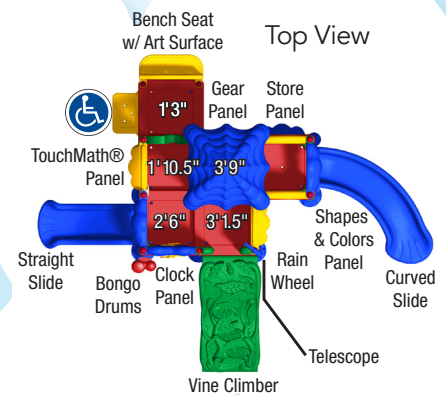 Top View
Bench Seat
w/ Art Surface
Gear
Panel
Store
Panel
1'3"
TouchMath®
Panel
1'10.5"
3'9"
2'6"
3'1.5"
Shapes
& Colors
Panel
Straight
Slide
Bongo
Drums
Clock
Panel
Rain
Wheel
Curved
Slide
Telescope
Vine Climber